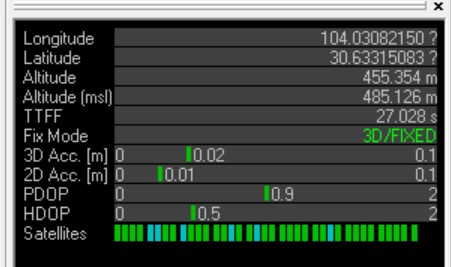 Longitude 104.03082150 ?
Latitude 30.63315083 ?
Altitude 455.354 m
Altitude (msl) 485.126 m
TTFF 27.028 s
Fix Mode 3D/FIXED
3D Acc. [m] 0 0.02 0.1
2D Acc. [m] 0 0.01 0.1
PDOP 0 0.9 2
HDOP 0 0.5 2
Satellites